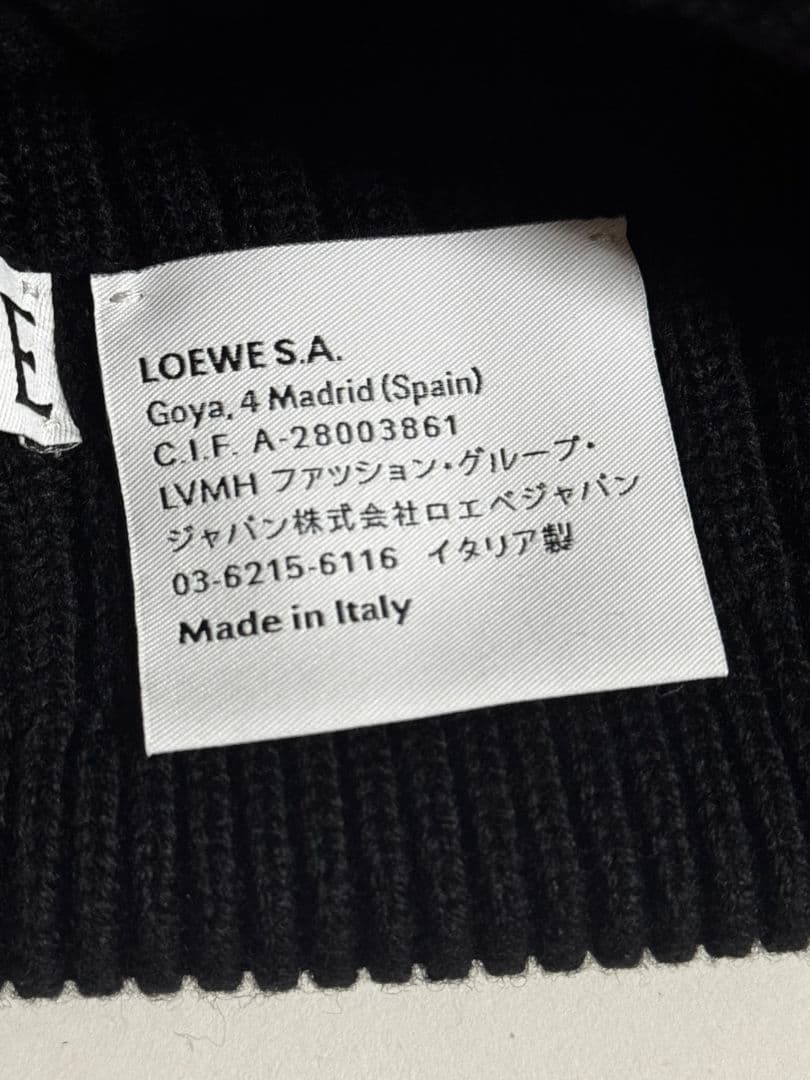 E
LOEWE S.A.
Goya, 4 Madrid (Spain)
C.I.F. A-28003861
LVMH ファッション・グループ・
ジャパン株式会社ロエベジャパン
03-6215-6116 イタリア製
Made in Italy